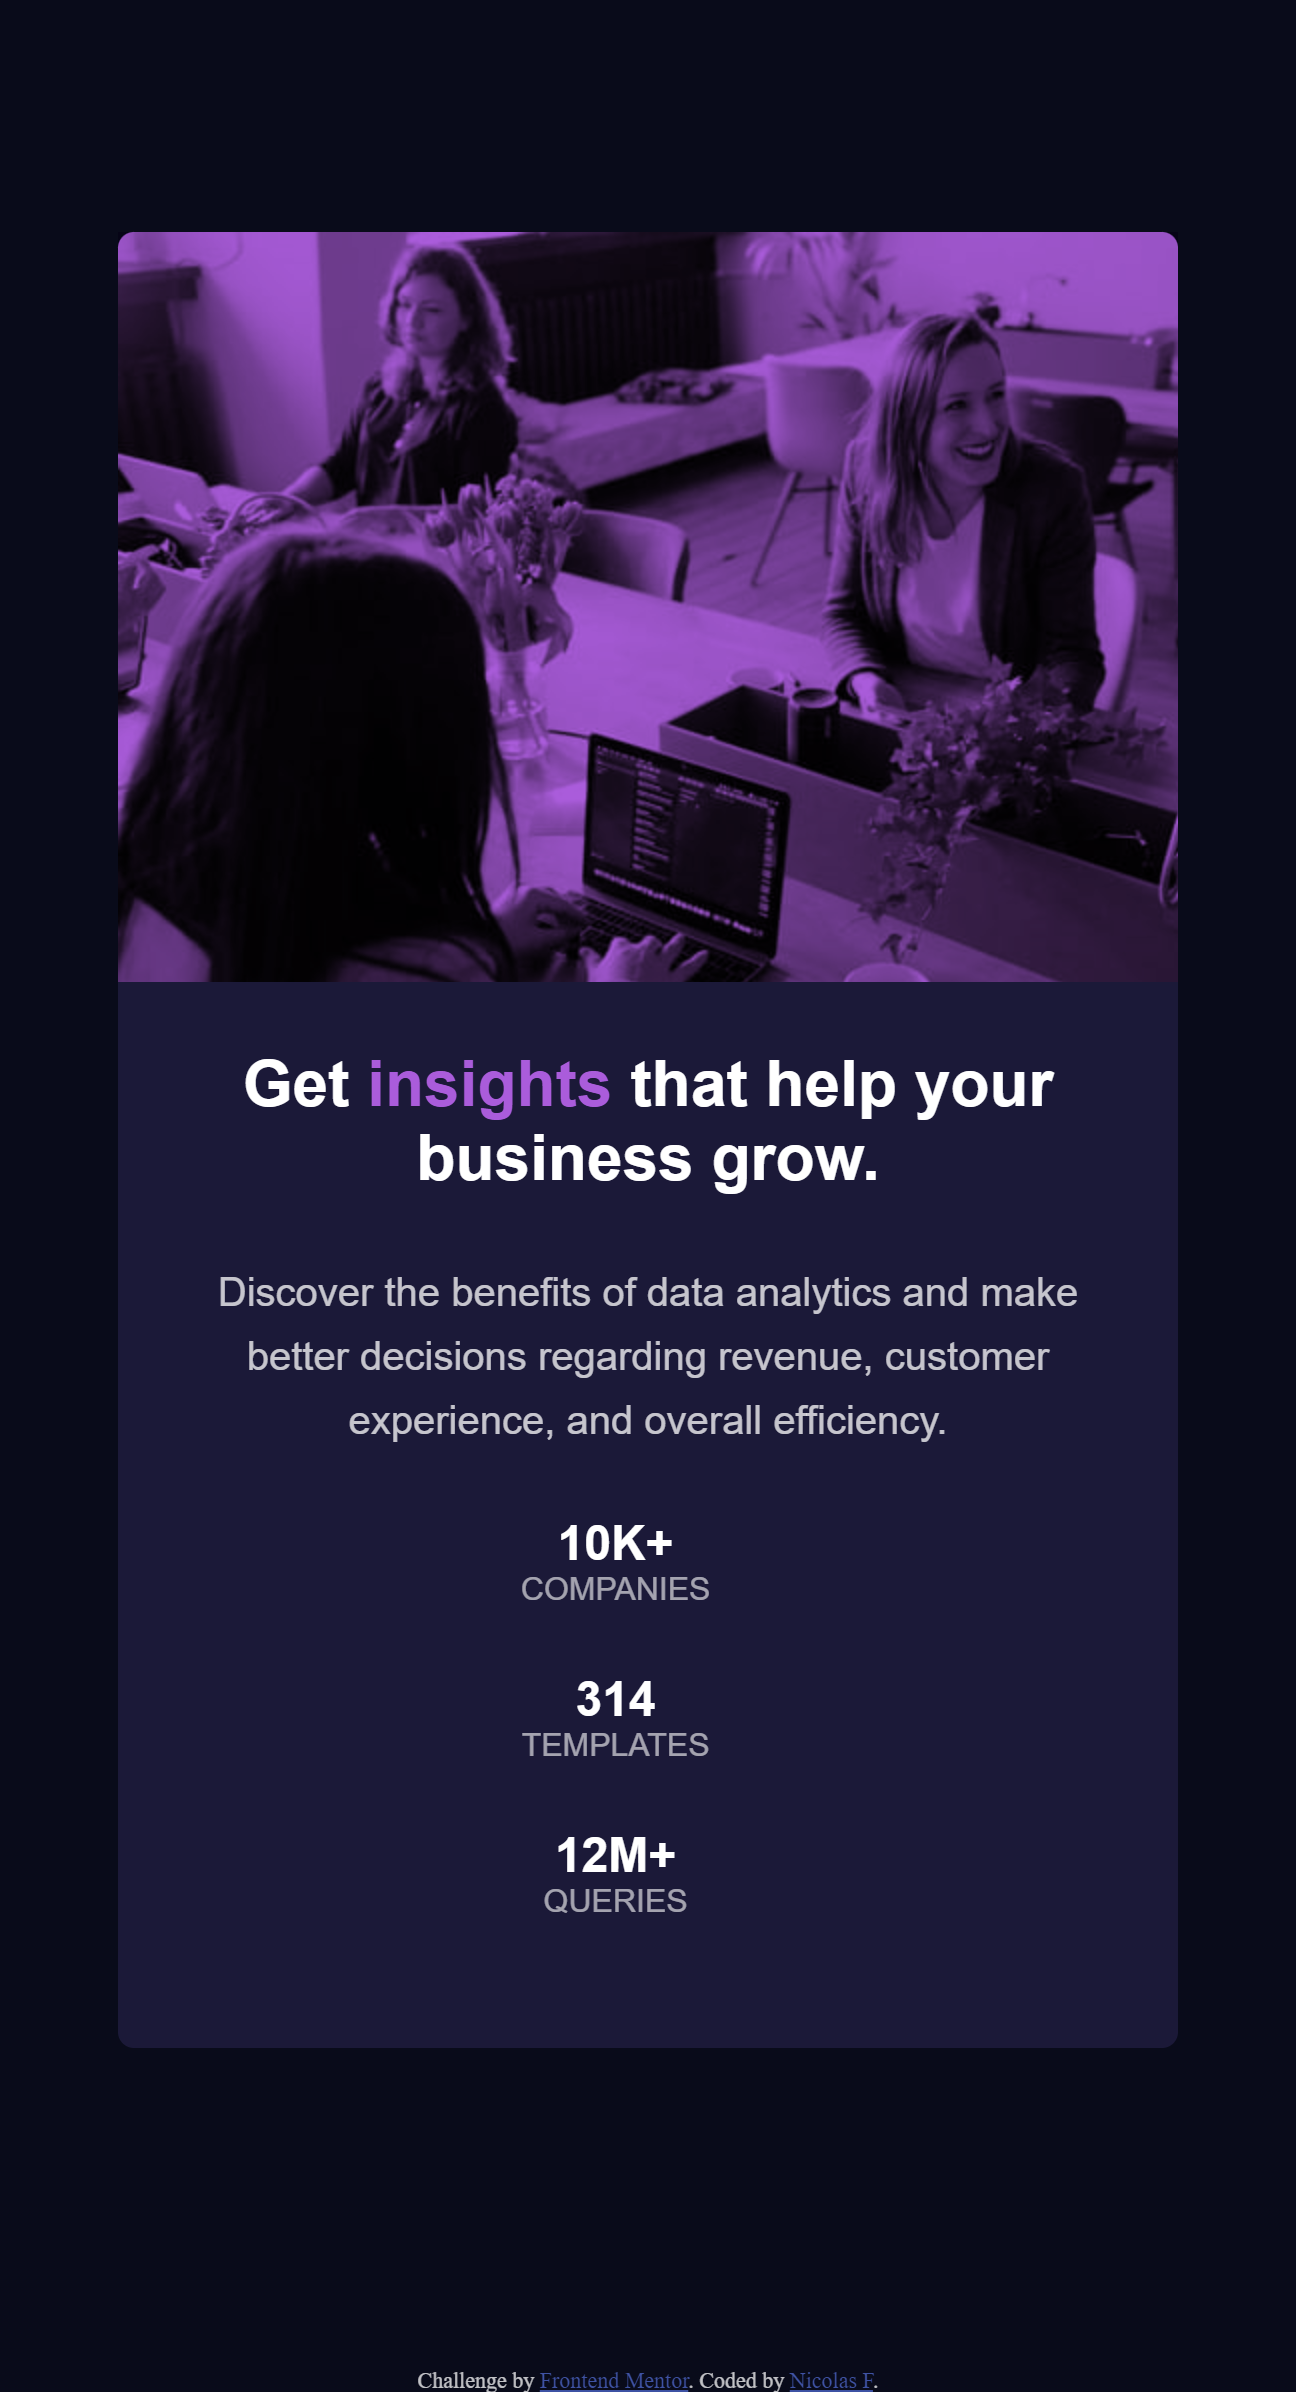 Get insights that help your
business grow.
Discover the benefits of data analytics and make
better decisions regarding revenue, customer
experience, and overall efficiency.
10K+
COMPANIES
314
TEMPLATES
12M+
QUERIES
Challenge by Frontend Mentor. Coded by Nicolas F.